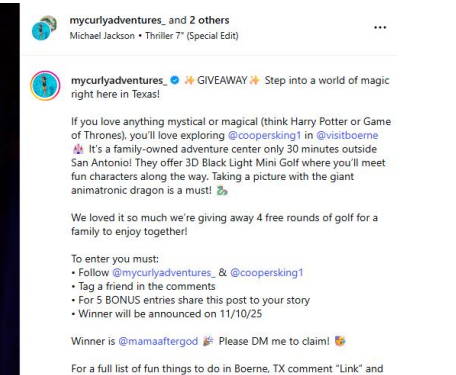 mycurlyadventures_ and 2 others
Michael Jackson • Thriller 7" (Special Edit)
mycurlyadventures_ ✨GIVEAWAY✨ Step into a world of magic
right here in Texas!
If you love anything mystical or magical (think Harry Potter or Game
of Thrones), you'll love exploring @coopersking1 in @visitboerne
🏰 It's a family-owned adventure center only 30 minutes outside
San Antonio! They offer 3D Black Light Mini Golf where you'll meet
fun characters along the way. Taking a picture with the giant
animatronic dragon is a must! 🐉
We loved it so much we're giving away 4 free rounds of golf for a
family to enjoy together!
To enter you must:
• Follow @mycurlyadventures_ & @coopersking1
• Tag a friend in the comments
• For 5 BONUS entries share this post to your story
• Winner will be announced on 11/10/25
Winner is @mamaaftergod 🎉 Please DM me to claim! 🥳
For a full list of fun things to do in Boerne, TX comment "Link" and